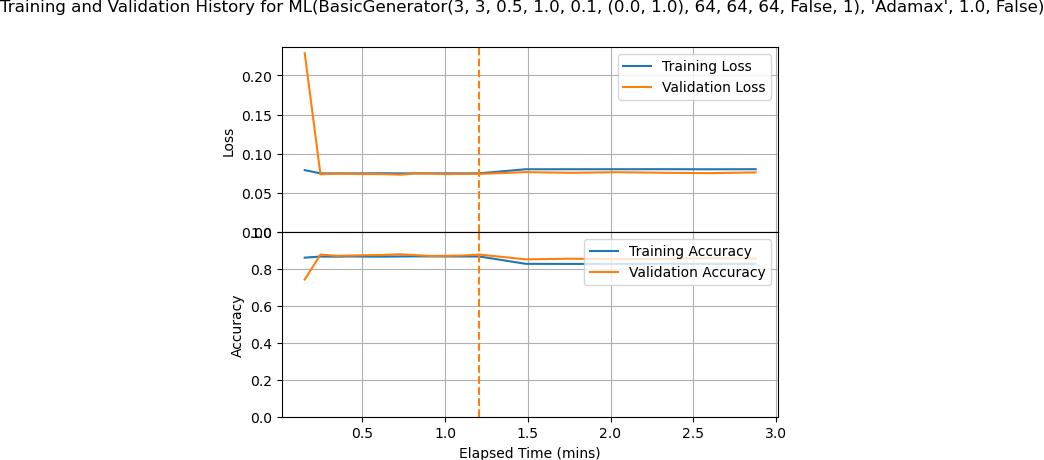 Training and Validation History for ML(BasicGenerator(3, 3, 0.5, 1.0, 0.1, (0.0, 1.0), 64, 64, 64, False, 1), 'Adamax', 1.0, False)
0.20
0.15
0.10
0.05
0.00
Loss
Training Loss
Validation Loss
1.0
0.8
0.6
0.4
0.2
0.0
Accuracy
Training Accuracy
Validation Accuracy
0.5 1.0 1.5 2.0 2.5 3.0
Elapsed Time (mins)